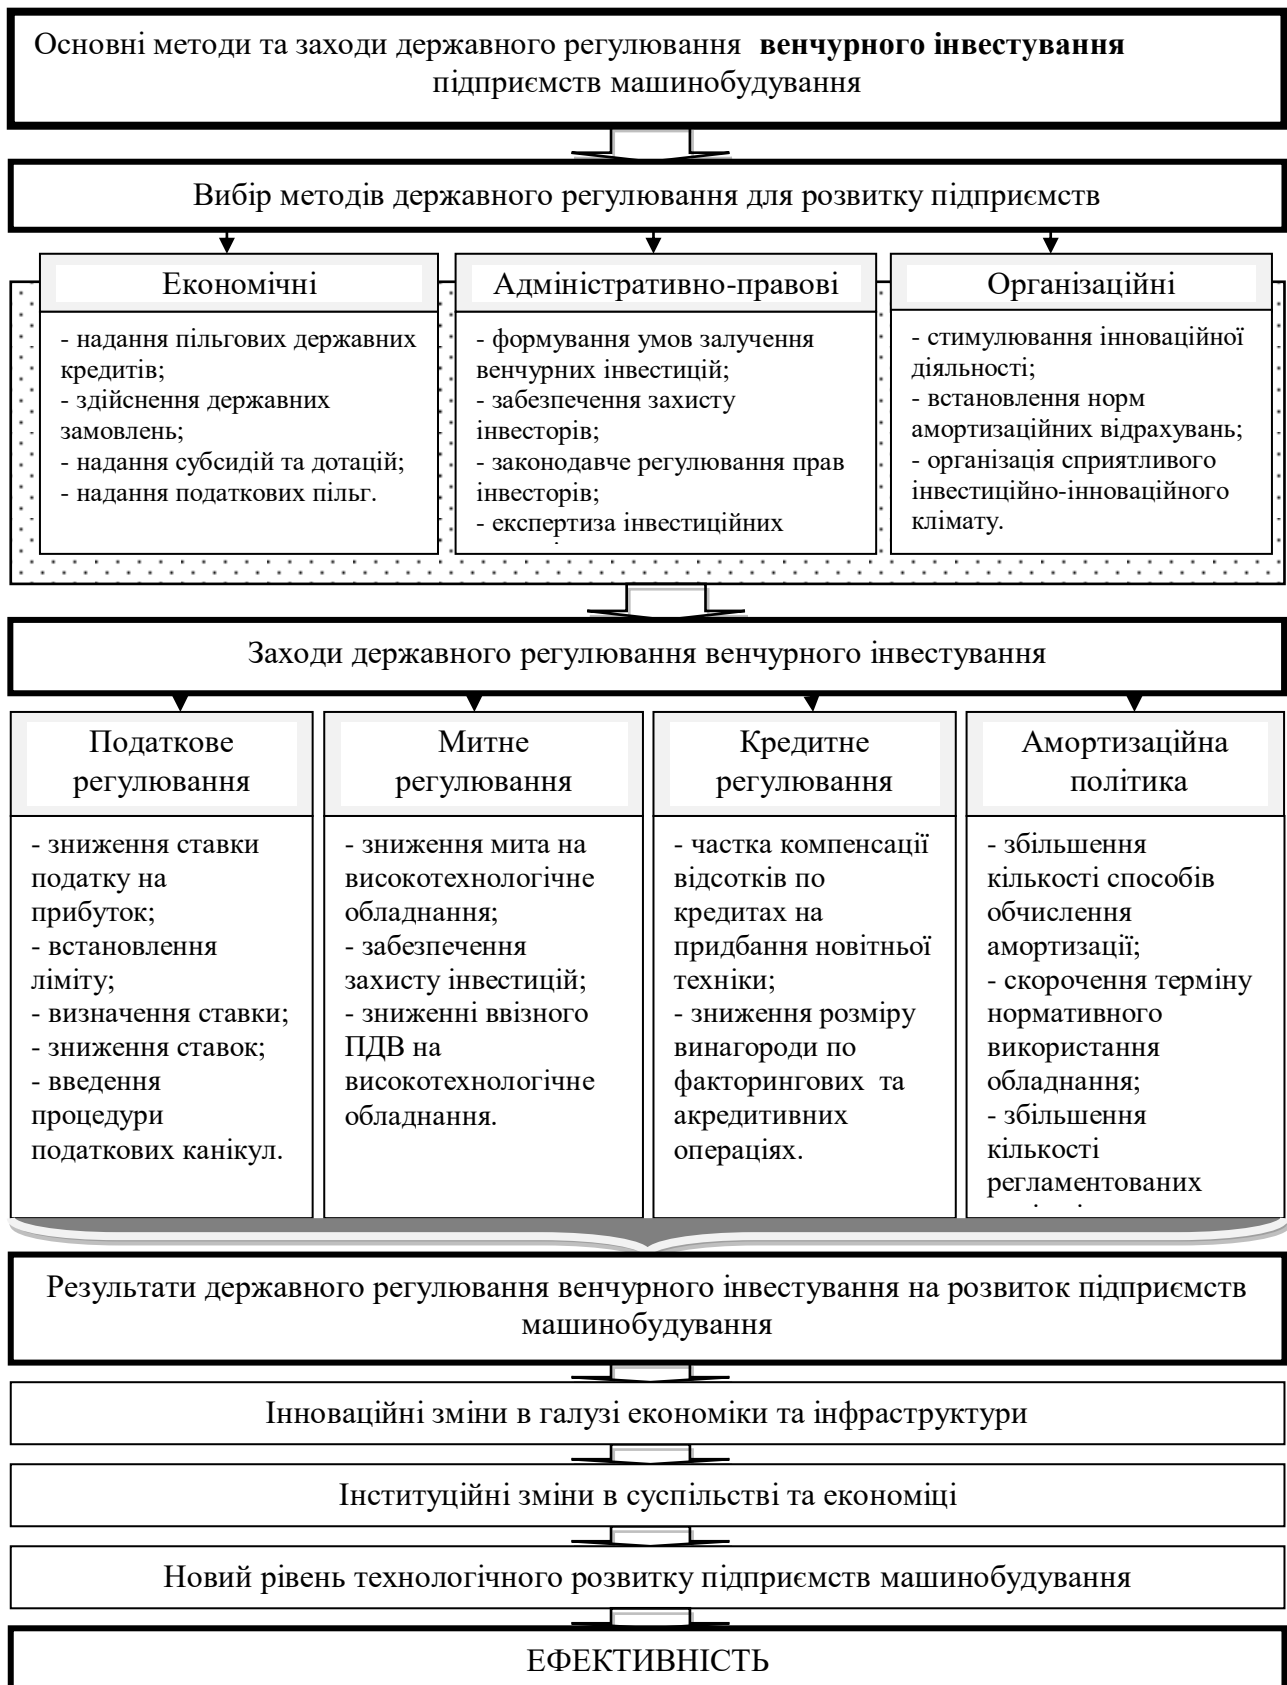 Основні методи та заходи державного регулювання венчурного інвестування
підприємств машинобудування
Вибір методів державного регулювання для розвитку підприємств
Економічні
- надання пільгових державних
кредитів;
- здійснення державних
замовлень;
- надання субсидій та дотацій;
- надання податкових пільг.
Адміністративно-правові
- формування умов залучення
венчурних інвестицій;
- забезпечення захисту
інвесторів;
- законодавче регулювання прав
інвесторів;
- експертиза інвестиційних
Організаційні
- стимулювання інноваційної
діяльності;
- встановлення норм
амортизаційних відрахувань;
- організація сприятливого
інвестиційно-інноваційного
клімату.
Заходи державного регулювання венчурного інвестування
Податкове
регулювання
- зниження ставки
податку на
прибуток;
- встановлення
ліміту;
- визначення ставки;
- зниження ставок;
- введення
процедури
податкових канікул.
Митне
регулювання
- зниження мита на
високотехнологічне
обладнання;
- забезпечення
захисту інвестицій;
- зниженні ввізного
ПДВ на
високотехнологічне
обладнання.
Кредитне
регулювання
- частка компенсації
відсотків по
кредитах на
придбання новітньої
техніки;
- зниження розміру
винагороди по
факторингових та
акредитивних
операціях.
Амортизаційна
політика
- збільшення
кількості способів
обчислення
амортизації;
- скорочення терміну
нормативного
використання
обладнання;
- збільшення
кількості
регламентованих
Результати державного регулювання венчурного інвестування на розвиток підприємств
машинобудування
Інноваційні зміни в галузі економіки та інфраструктури
Інституційні зміни в суспільстві та економіці
Новий рівень технологічного розвитку підприємств машинобудування
ЕФЕКТИВНІСТЬ